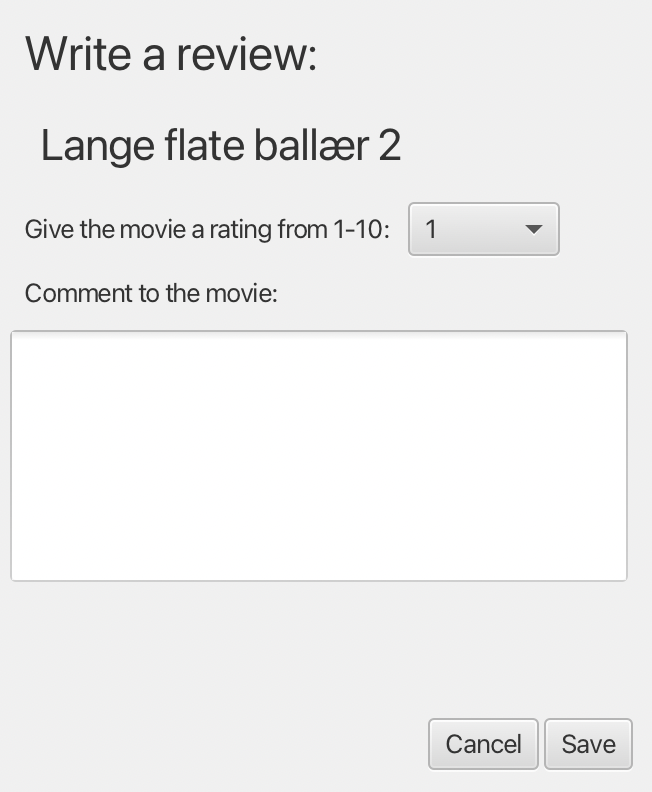 Write a review:
Lange flate ballær 2
Give the movie a rating from 1-10: 1
Comment to the movie:
Cancel Save